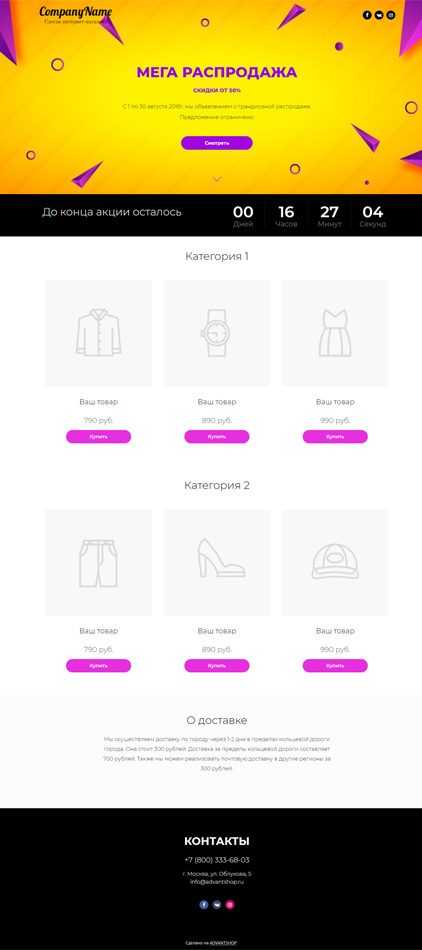 CompanyName
Слоган интернет-магазина
МЕГА РАСПРОДАЖА
СКИДКИ ОТ 50%
С 1 по 30 августа 2018г. мы объявлением о грандиозной распродаже.
Предложение ограничено.
Смотреть
До конца акции осталось
00 16 27 04
Дней Часов Минут Секунд
Категория 1
Ваш товар Ваш товар Ваш товар
790 руб. 890 руб. 990 руб.
Купить Купить Купить
Категория 2
Ваш товар Ваш товар Ваш товар
790 руб. 890 руб. 990 руб.
Купить Купить Купить
О доставке
Мы осуществляем доставку по городу через 1-2 дня в пределах кольцевой дороги
города. Она стоит 300 рублей. Доставка за пределы кольцевой дороги составляет
700 рублей. Также мы можем реализовать почтовую доставку в другие регионы за
300 рублей.
КОНТАКТЫ
+7 (800) 333-68-03
г. Москва, ул. Облукова, 5
info@advantshop.ru
Сделано на ADVANTSHOP